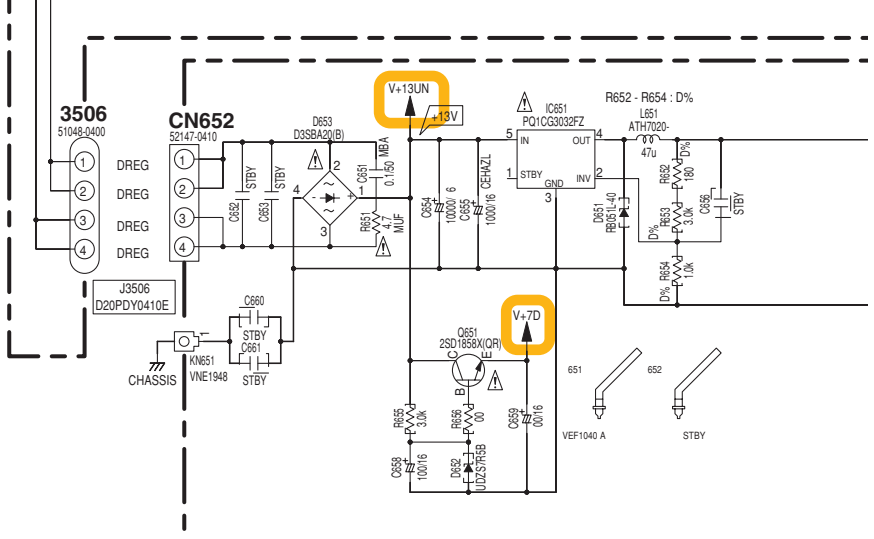 V+13UN
+13V
3506
51048-0400
1
2
3
4
DREG
DREG
DREG
DREG
J3506
D20PDY0410E
CN652
52147-0410
1
2
3
4
C652
STBY
C653
STBY
D653
D3SBA20(B)
2
4
1
3
~
~
-
+
MBA
C651
0.1/50
R651
4.7
MUF
C654
10000/ 6
C655
1000/16
CEHAZL
IC651
PQ1CG3032FZ
5
IN
OUT
4
1
STBY
INV
2
GND
3
R652 - R654 : D%
L651
ATH7020-
47u
D651
RB051L-40
D%
R652
180
D%
R653
3.0k
D%
R654
1.0k
C656
STBY
C660
STBY
C661
STBY
1
KN651
VNE1948
CHASSIS
V+7D
Q651
2SD1858X(QR)
C
E
B
R655
3.0k
R656
00
C659
00/16
C658
100/16
D652
UDZS7R5B
651
652
VEF1040 A
STBY